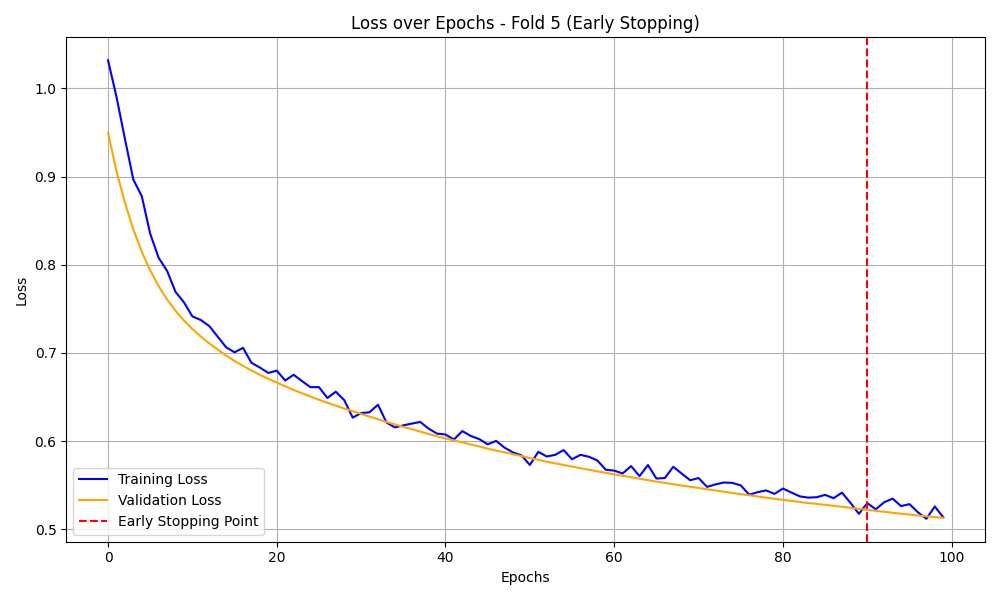 Loss over Epochs - Fold 5 (Early Stopping)
1.0
0.9
0.8
0.7
0.6
0.5
Loss
Training Loss
Validation Loss
Early Stopping Point
0 20 40 60 80 100
Epochs